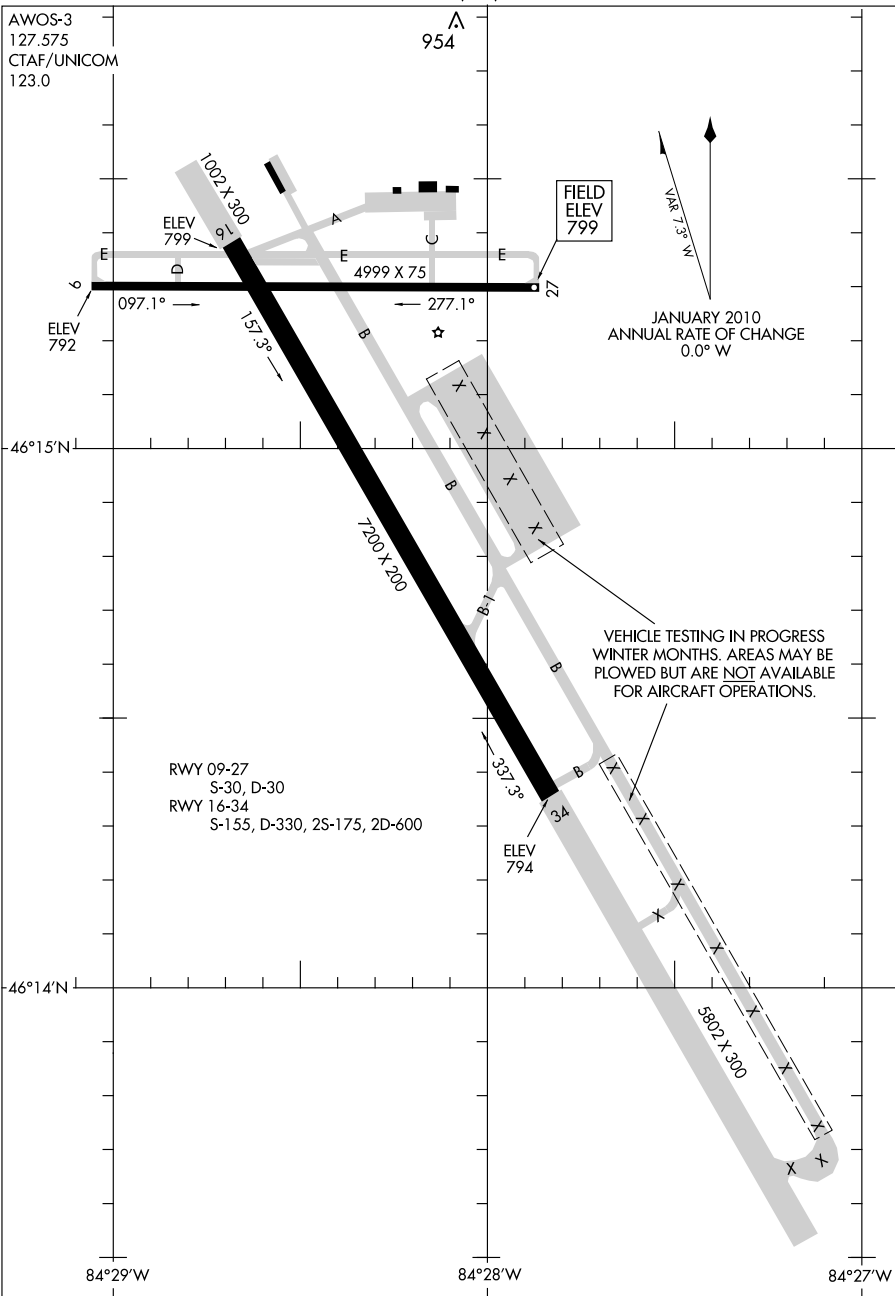 AWOS-3
127.575
CTAF/UNICOM
123.0
954
1002 X 300
ELEV
799
16
A
FIELD
ELEV
799
VAR 7.3° W
JANUARY 2010
ANNUAL RATE OF CHANGE
0.0° W
E
E
E
D
C
4999 X 75
9
27
097.1°
277.1°
ELEV
792
157.3°
B
X
X
X
X
46°15'N
B
7200 X 200
B-1
VEHICLE TESTING IN PROGRESS
WINTER MONTHS. AREAS MAY BE
PLOWED BUT ARE NOT AVAILABLE
FOR AIRCRAFT OPERATIONS.
B
RWY 09-27
S-30, D-30
RWY 16-34
S-155, D-330, 2S-175, 2D-600
337.3°
B
34
ELEV
794
X
X
X
X
X
X
X
X
X
X
46°14'N
5802 X 300
84°29'W
84°28'W
84°27'W